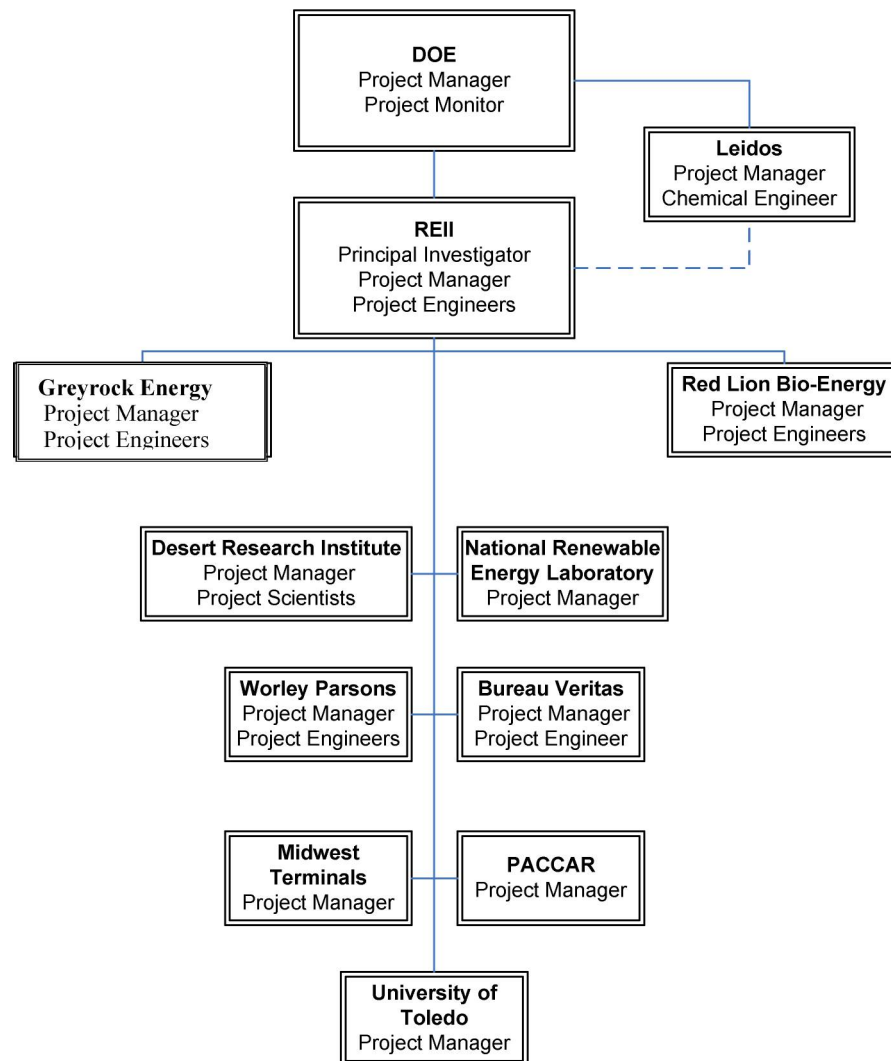 DOE
Project Manager
Project Monitor
Leidos
Project Manager
Chemical Engineer
REII
Principal Investigator
Project Manager
Project Engineers
Greyrock Energy
Project Manager
Project Engineers
Red Lion Bio-Energy
Project Manager
Project Engineers
Desert Research Institute
Project Manager
Project Scientists
National Renewable
Energy Laboratory
Project Manager
Worley Parsons
Project Manager
Project Engineers
Bureau Veritas
Project Manager
Project Engineer
Midwest
Terminals
Project Manager
PACCAR
Project Manager
University of
Toledo
Project Manager